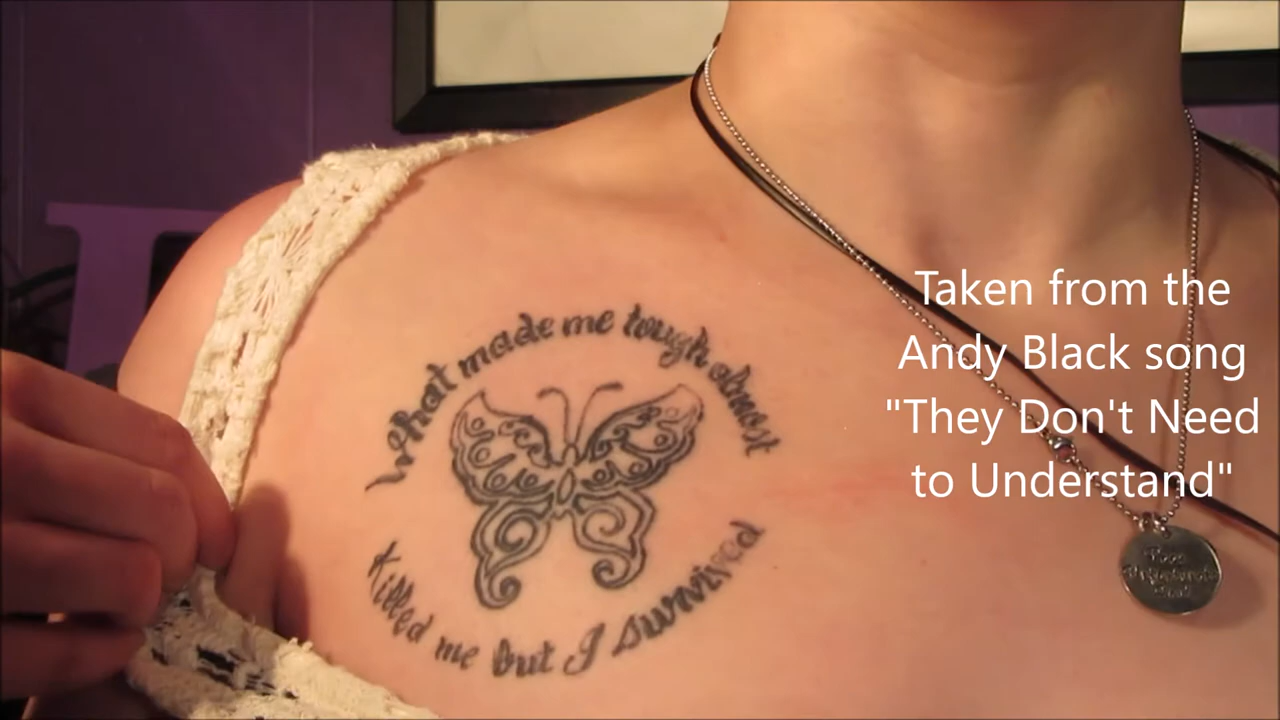 What made me tough almost
Killed me but I survived
Taken from the
Andy Black song
"They Don't Need
to Understand"